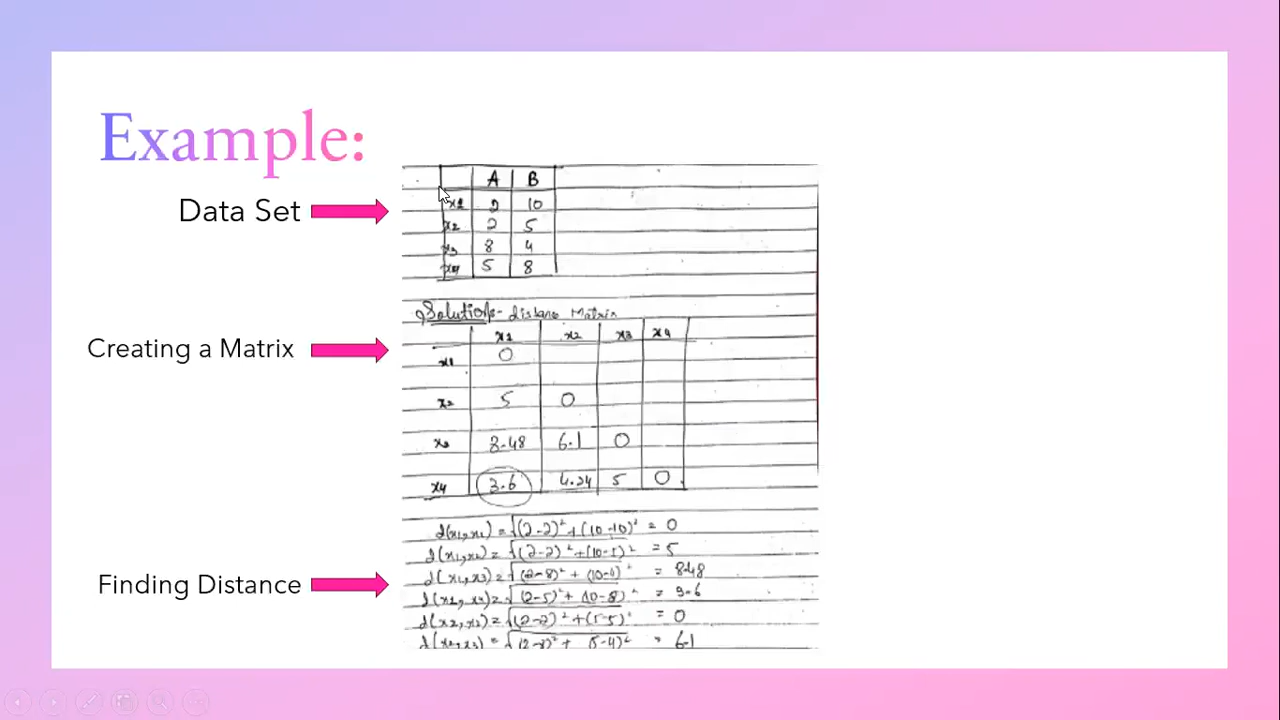 Example:
Data Set
A B
x1 2 10
x2 2 5
x3 8 4
x4 5 8
Solution:- distane Matrix
Creating a Matrix
x1 x2 x3 x4
x1 0
x2 5 0
x3 8.48 6.1 0
x4 3.6 4.24 5 0
Finding Distance
d(x1,x1) = √(2-2)² + (10-10)² = 0
d(x1,x2) = √(2-2)² + (10-5)² = 5
d(x1,x3) = √(2-8)² + (10-4)² = 8.48
d(x1,x4) = √(2-5)² + (10-8)² = 3.6
d(x2,x2) = √(2-2)² + (5-5)² = 0
d(x2,x3) = √(2-8)² + (5-4)² = 6.1